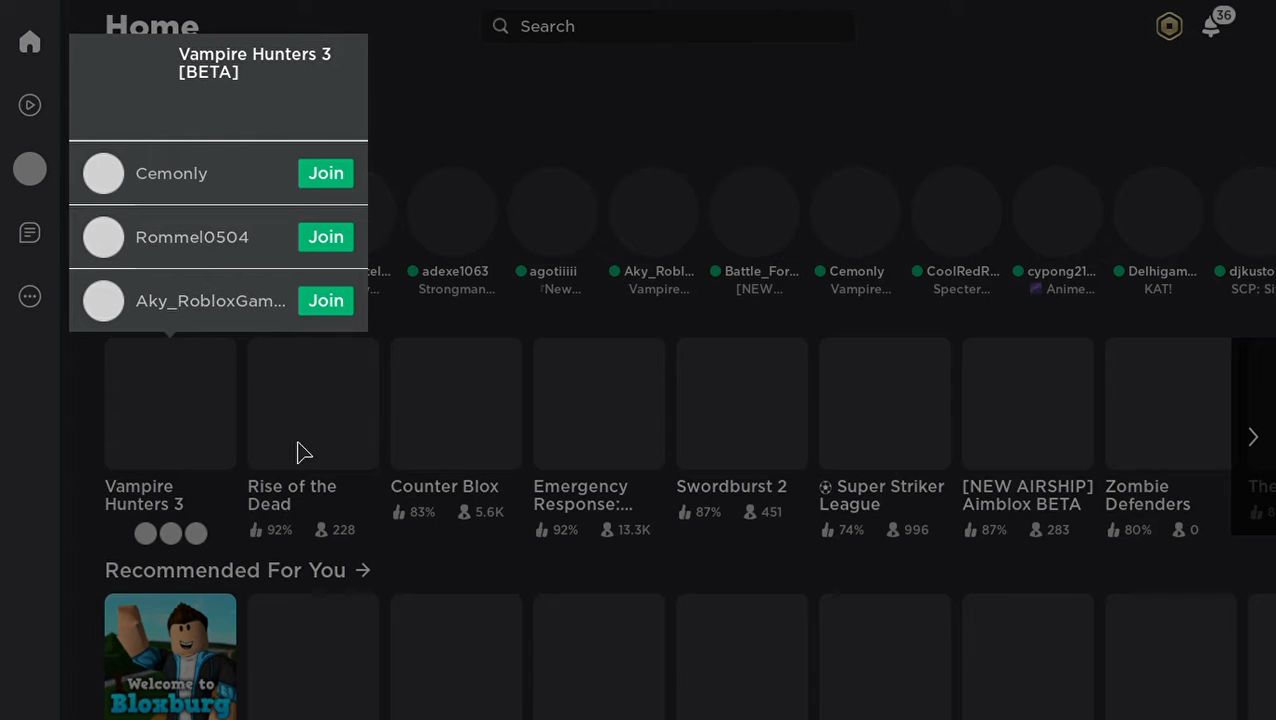 Home
Search
36
Vampire Hunters 3
[BETA]
Cemonly
Join
Rommel0504
Join
Aky_RobloxGam...
Join
adexe1063
Strongman...
agotiiiii
Aky_Robl...
Vampire...
Battle_For...
[NEW...
Cemonly
Vampire...
CoolRedR...
Specter...
cypong21...
Anime...
Delhigam...
KAT!
djkusto
SCP: Si
Vampire
Hunters 3
Rise of the
Dead
92% 228
Counter Blox
83% 5.6K
Emergency
Response:...
92% 13.3K
Swordburst 2
87% 451
Super Striker
League
74% 996
[NEW AIRSHIP]
Aimblox BETA
87% 283
Zombie
Defenders
80% 0
Recommended For You →
Welcome to
Bloxburg